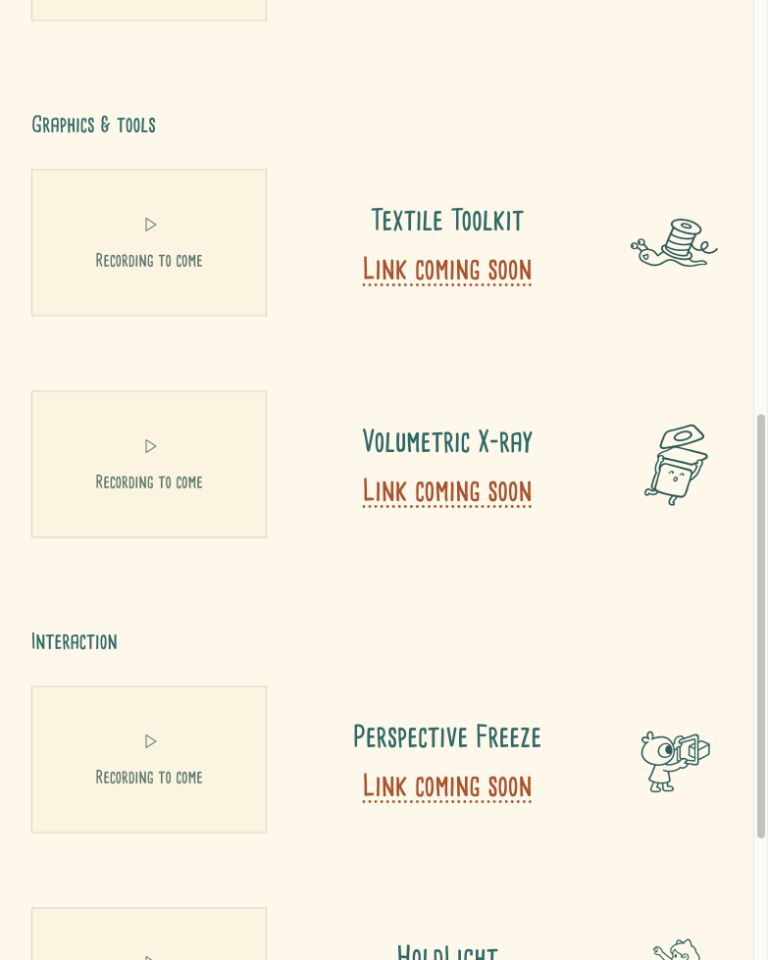 Graphics & tools
Recording to come
Textile Toolkit
Link coming soon
Recording to come
Volumetric X-ray
Link coming soon
Interaction
Recording to come
Perspective Freeze
Link coming soon
HoldLight